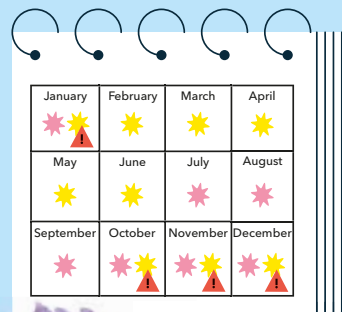 January February March April
!
May June July August
September October November December
! ! !